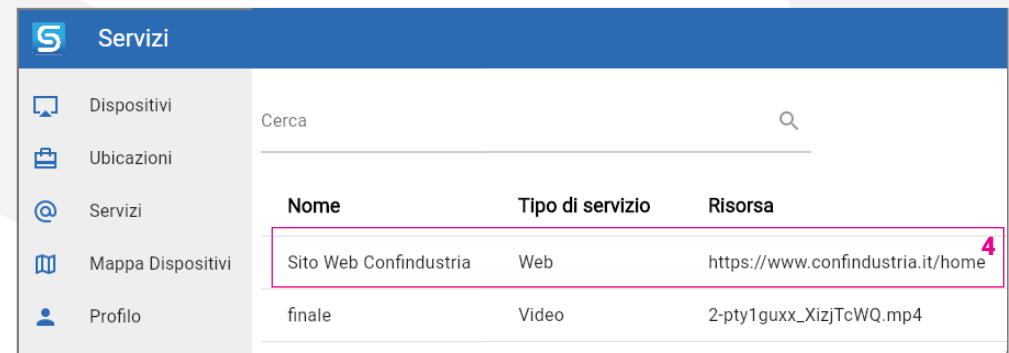 Servizi
Dispositivi
Ubicazioni
Servizi
Mappa Dispositivi
Profilo
Cerca
Nome Tipo di servizio Risorsa
4
Sito Web Confindustria Web https://www.confindustria.it/home
finale Video 2-pty1guxx_XizjTcWQ.mp4